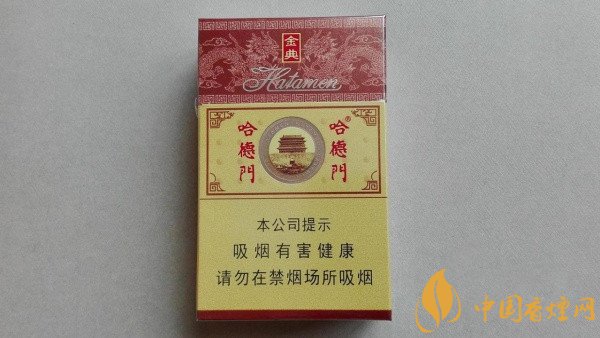 金典
Hatamen
哈德門 哈德門®
本公司提示
吸烟有害健康
请勿在禁烟场所吸烟
中国香烟网